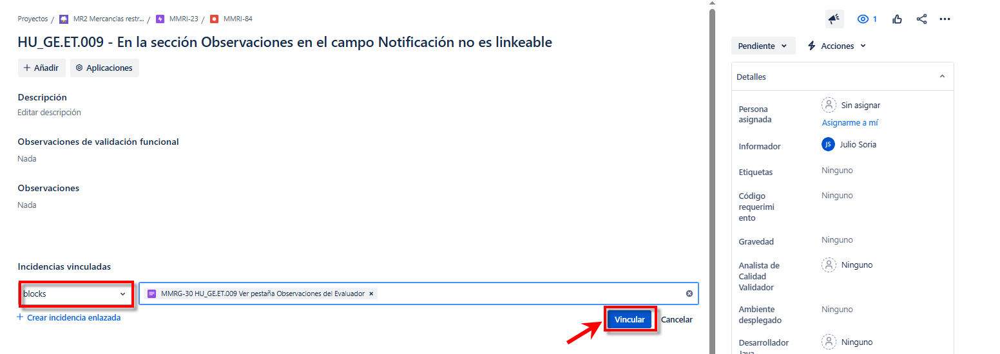 Proyectos / MR2 Mercancias restr... / MMRI-23 / MMRI-84
1
HU_GE.ET.009 - En la sección Observaciones en el campo Notificación no es linkeable
+ Añadir Aplicaciones
Descripción
Editar descripción
Observaciones de validación funcional
Nada
Observaciones
Nada
Incidencias vinculadas
blocks
MMRG-30 HU_GE.ET.009 Ver pestaña Observaciones del Evaluador ×
+ Crear incidencia enlazada
Vincular Cancelar
Pendiente Acciones
Detalles
Persona
asignada
Sin asignar
Asignarme a mí
Informador
JS Julio Soria
Etiquetas
Ninguno
Código
requerimi
ento
Ninguno
Gravedad
Ninguno
Analista de
Calidad
Validador
Ninguno
Ambiente
desplegado
Ninguno
Desarrollador
Java
Ninguno